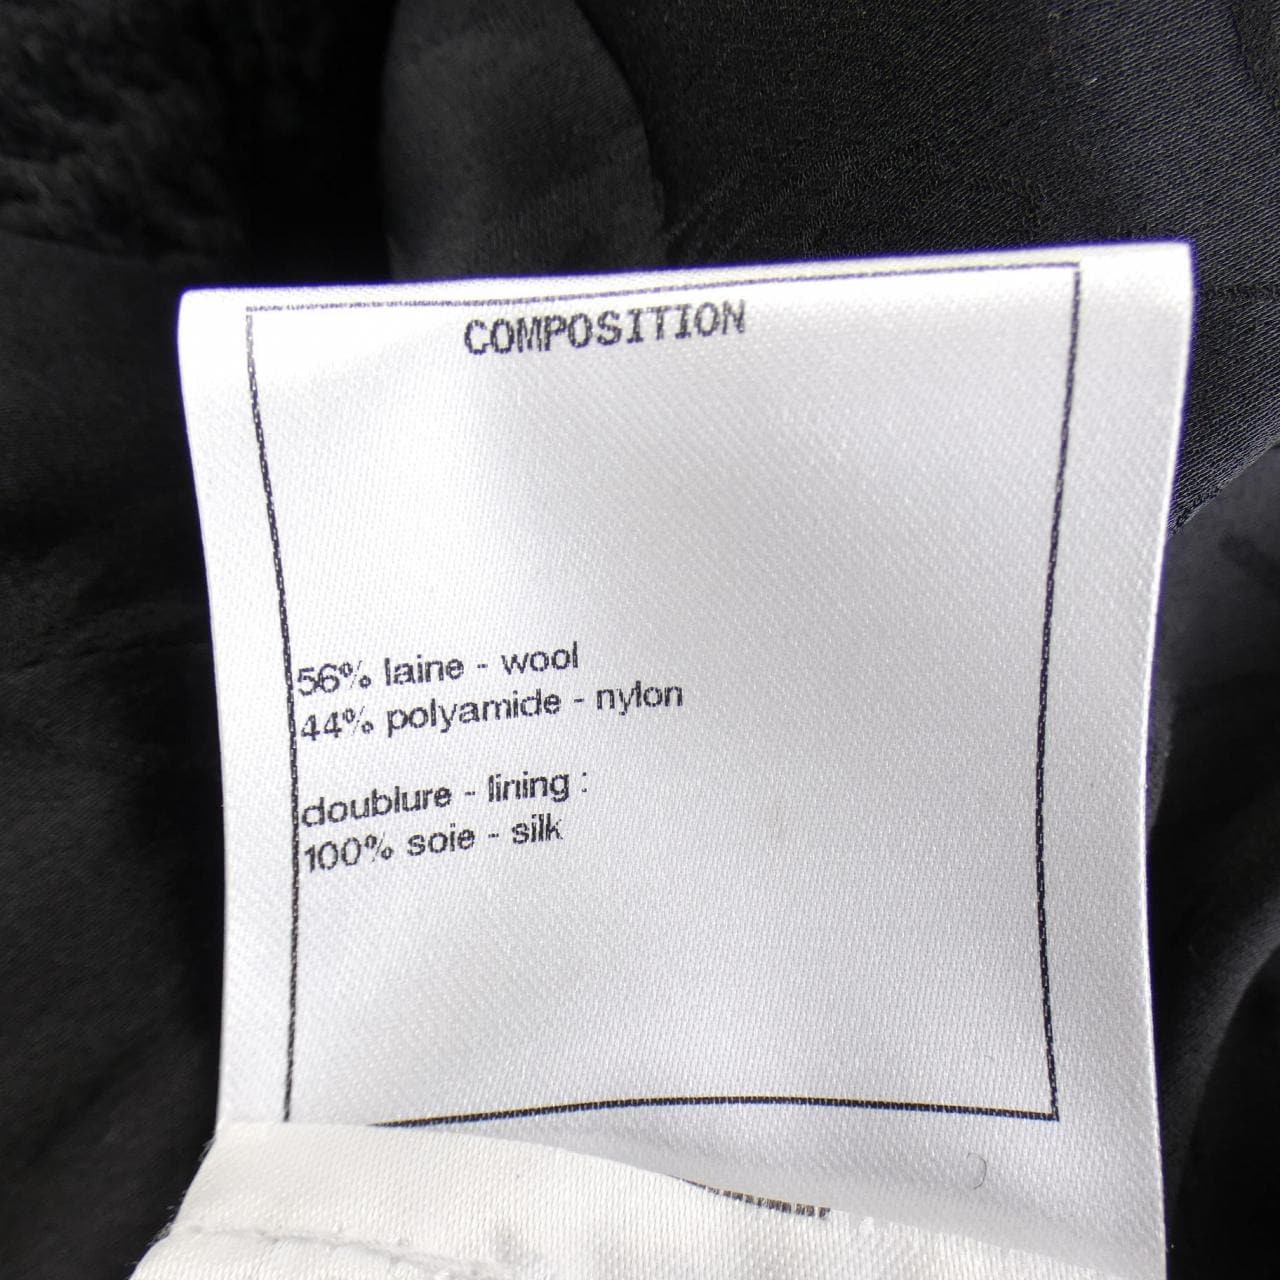 COMPOSITION
56% laine - wool
44% polyamide - nylon
doublure - lining :
100% soie - silk